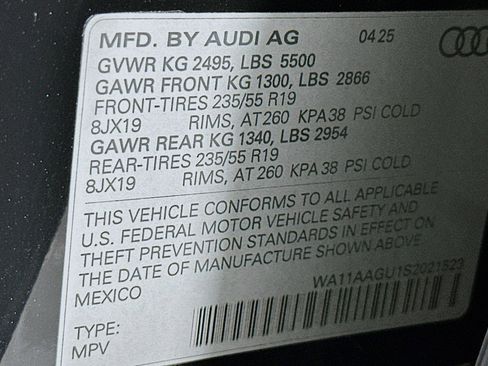 MFD. BY AUDI AG 04 25
GVWR KG 2495, LBS 5500
GAWR FRONT KG 1300, LBS 2866
FRONT-TIRES 235/55 R19
8JX19 RIMS, AT 260 KPA 38 PSI COLD
GAWR REAR KG 1340, LBS 2954
REAR-TIRES 235/55 R19
8JX19 RIMS, AT 260 KPA 38 PSI COLD
THIS VEHICLE CONFORMS TO ALL APPLICABLE
U.S. FEDERAL MOTOR VEHICLE SAFETY AND
THEFT PREVENTION STANDARDS IN EFFECT ON
THE DATE OF MANUFACTURE SHOWN ABOVE.
MEXICO WA11AAGU1S2021523
TYPE:
MPV